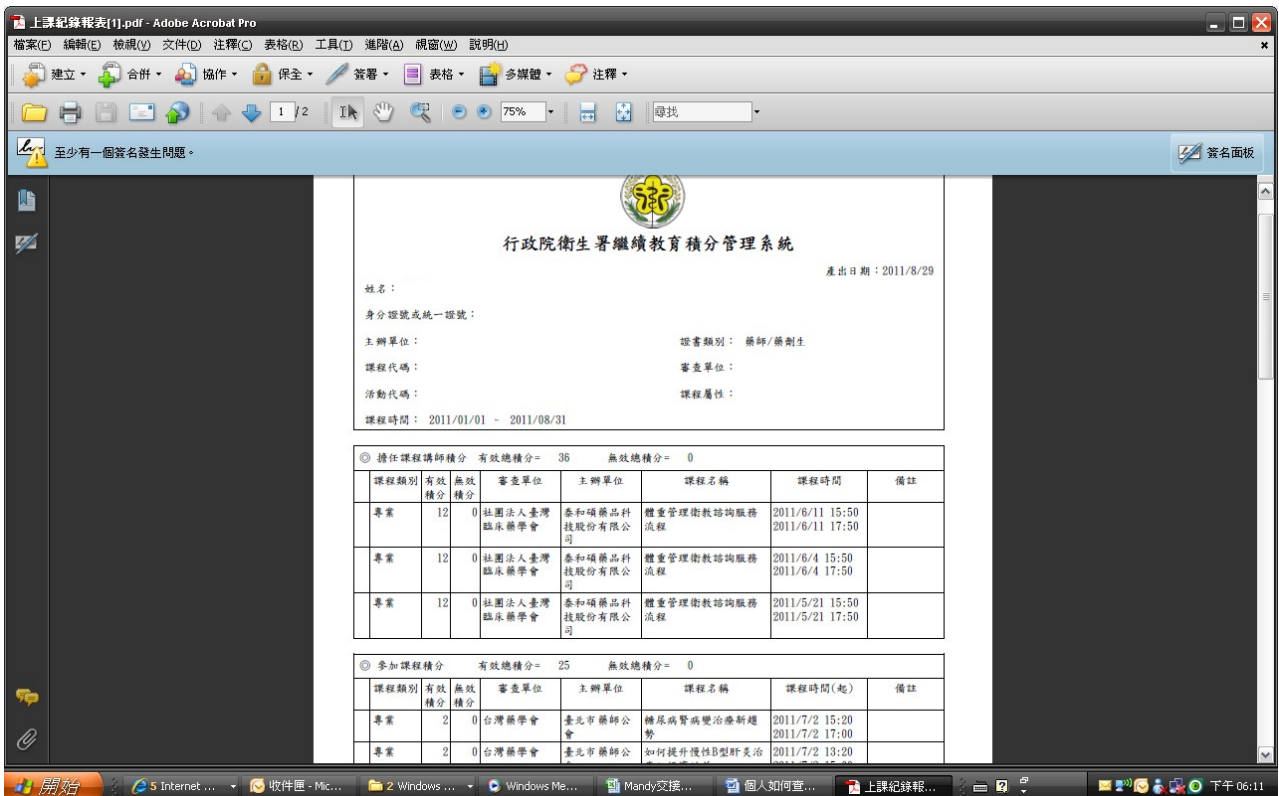 上課紀錄報表[1].pdf - Adobe Acrobat Pro
檔案(F) 編輯(E) 檢視(V) 文件(D) 注釋(C) 表格(R) 工具(T) 進階(A) 視窗(W) 說明(H)
建立 合併 協作 保全 簽署 表格 多媒體 注釋
1 / 2 75% 尋找
至少有一個簽名發生問題。 簽名面板
行政院衛生署繼續教育積分管理系統
產出日期：2011/8/29
姓名：
身分證號或統一證號：
主辦單位： 證書類別： 藥師/藥劑生
課程代碼： 審查單位：
活動代碼： 課程屬性：
課程時間： 2011/01/01 - 2011/08/31
◎ 擔任課程講師積分 有效總積分= 36 無效總積分= 0
課程類別 有效積分 無效積分 審查單位 主辦單位 課程名稱 課程時間 備註
專業 12 0 社團法人臺灣 泰和碩藥品科 體重管理衛教諮詢服務 2011/6/11 15:50
臨床藥學會 技股份有限公 流程 2011/6/11 17:50
司
專業 12 0 社團法人臺灣 泰和碩藥品科 體重管理衛教諮詢服務 2011/6/4 15:50
臨床藥學會 技股份有限公 流程 2011/6/4 17:50
司
專業 12 0 社團法人臺灣 泰和碩藥品科 體重管理衛教諮詢服務 2011/5/21 15:50
臨床藥學會 技股份有限公 流程 2011/5/21 17:50
司
◎ 參加課程積分 有效總積分= 25 無效總積分= 0
課程類別 有效積分 無效積分 審查單位 主辦單位 課程名稱 課程時間(起) 備註
專業 2 0 台灣藥學會 臺北市藥師公 糖尿病腎病變治療新趨 2011/7/2 15:20
會 勢 2011/7/2 17:00
專業 2 0 台灣藥學會 臺北市藥師公 如何提升慢性B型肝炎治 2011/7/2 13:20
開始 5 Internet ... 收件匣 - Mic... 2 Windows ... Windows Me... Mandy交接... 個人如何查... 上課紀錄報... 下午 06:11